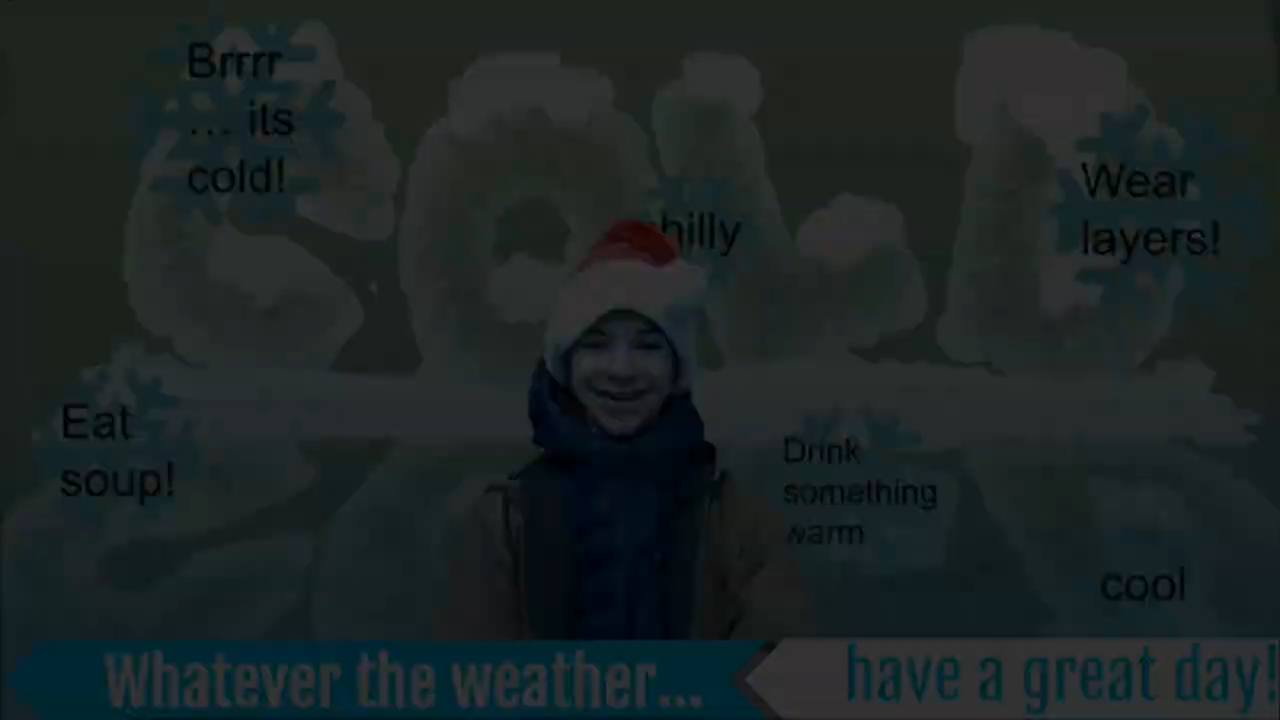 Brrrr
... its
cold!
hilly
Wear
layers!
Eat
soup!
Drink
something
warm
cool
Whatever the weather...
have a great day!